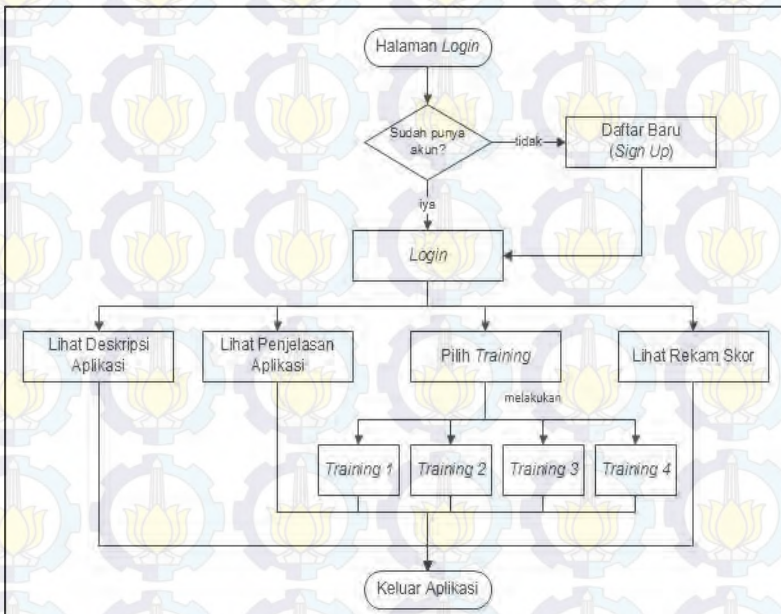 Halaman Login
Sudah punya
akun?
tidak
Daftar Baru
(Sign Up)
iya
Login
Lihat Deskripsi
Aplikasi
Lihat Penjelasan
Aplikasi
Pilih Training
Lihat Rekam Skor
melakukan
Training 1
Training 2
Training 3
Training 4
Keluar Aplikasi